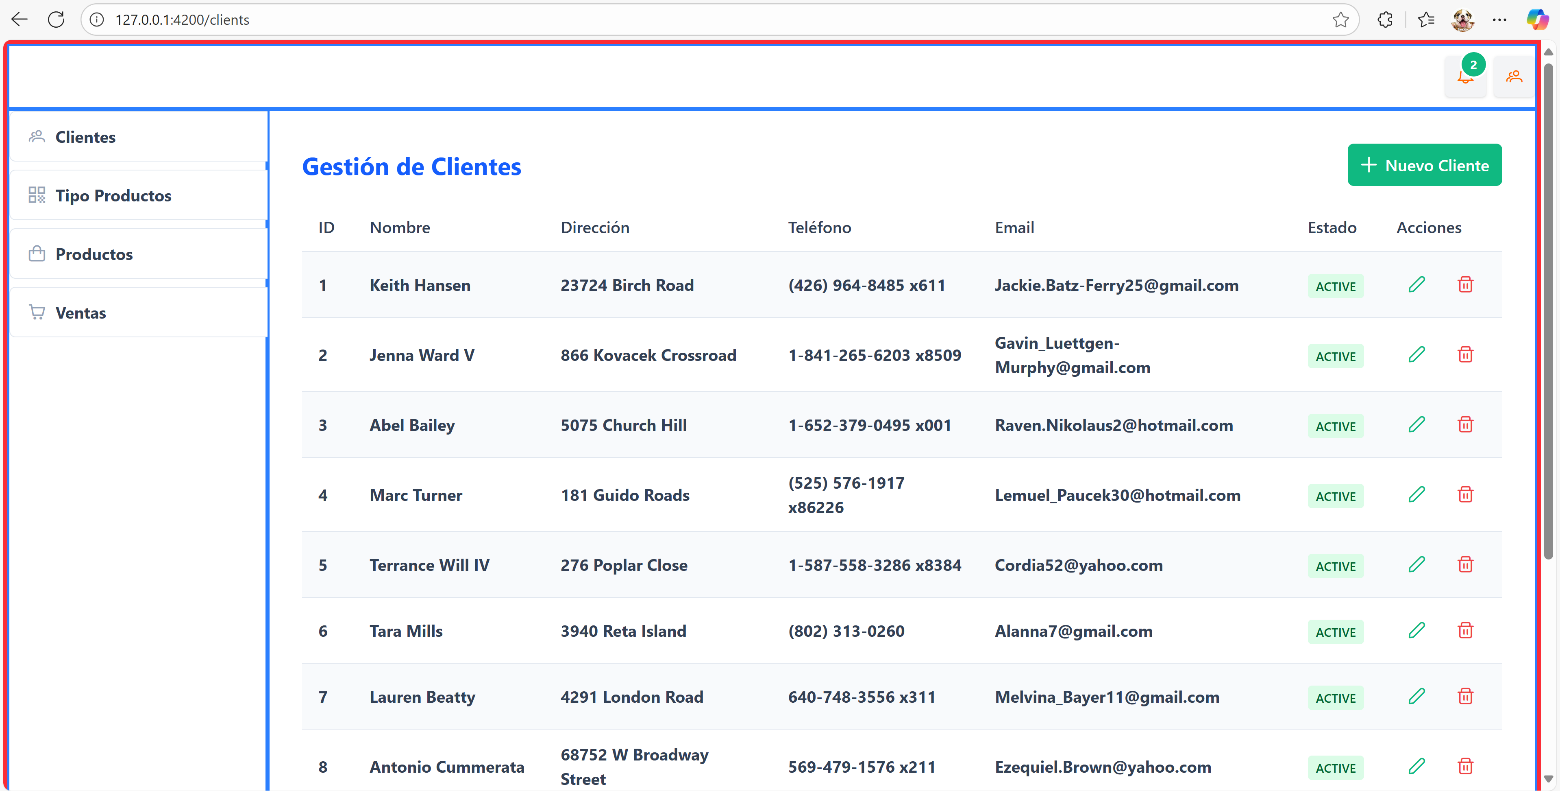 127.0.0.1:4200/clients
2
Clientes
Tipo Productos
Productos
Ventas
Gestión de Clientes
Nuevo Cliente
ID Nombre Dirección Teléfono Email Estado Acciones
1 Keith Hansen 23724 Birch Road (426) 964-8485 x611 Jackie.Batz-Ferry25@gmail.com ACTIVE
2 Jenna Ward V 866 Kovacek Crossroad 1-841-265-6203 x8509 Gavin_Luettgen-
Murphy@gmail.com ACTIVE
3 Abel Bailey 5075 Church Hill 1-652-379-0495 x001 Raven.Nikolaus2@hotmail.com ACTIVE
4 Marc Turner 181 Guido Roads (525) 576-1917
x86226 Lemuel_Paucek30@hotmail.com ACTIVE
5 Terrance Will IV 276 Poplar Close 1-587-558-3286 x8384 Cordia52@yahoo.com ACTIVE
6 Tara Mills 3940 Reta Island (802) 313-0260 Alanna7@gmail.com ACTIVE
7 Lauren Beatty 4291 London Road 640-748-3556 x311 Melvina_Bayer11@gmail.com ACTIVE
8 Antonio Cummerata 68752 W Broadway
Street 569-479-1576 x211 Ezequiel.Brown@yahoo.com ACTIVE